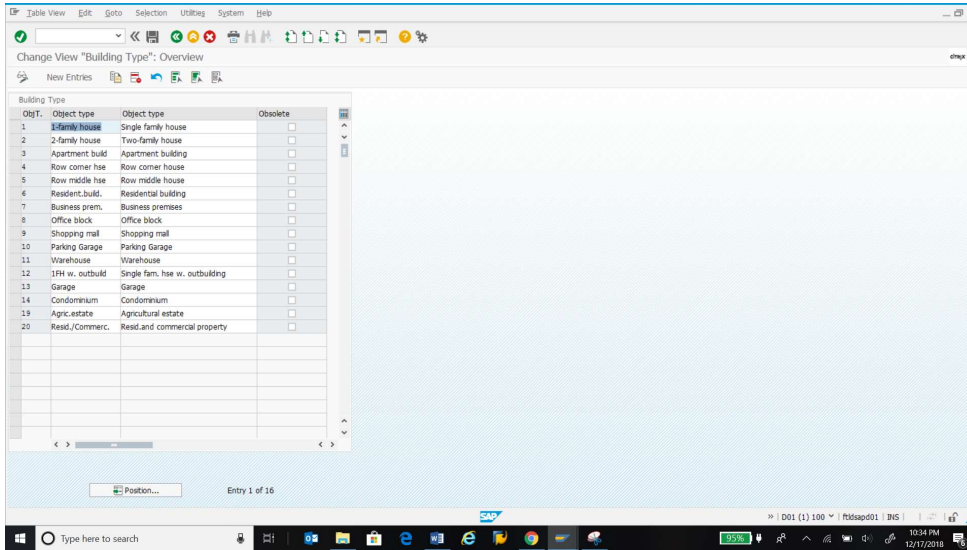 Table View Edit Goto Selection Utilities System Help
Change View "Building Type": Overview
citrix
New Entries
Building Type
ObjT. Object type Object type Obsolete
1 1-family house Single family house
2 2-family house Two-family house
3 Apartment build Apartment building
4 Row corner hse Row corner house
5 Row middle hse Row middle house
6 Resident.build. Residential building
7 Business prem. Business premises
8 Office block Office block
9 Shopping mall Shopping mall
10 Parking Garage Parking Garage
11 Warehouse Warehouse
12 1FH w. outbuild Single fam. hse w. outbuilding
13 Garage Garage
14 Condominium Condominium
19 Agric.estate Agricultural estate
20 Resid./Commerc. Resid.and commercial property
Position... Entry 1 of 16
SAP
D01 (1) 100 ftldsapd01 INS
Type here to search
95%
10:34 PM
12/17/2018